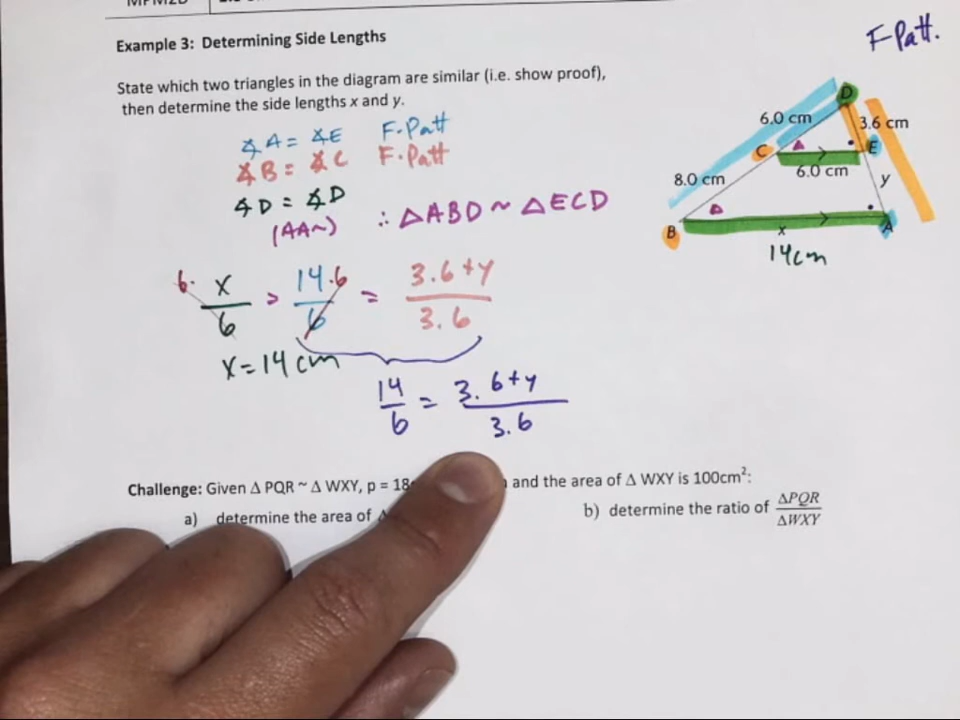 F Patt.
Example 3: Determining Side Lengths
State which two triangles in the diagram are similar (i.e. show proof),
then determine the side lengths x and y.
∡A = ∡E F.Patt
∡B = ∡C F.Patt
∡D = ∡D
(AA~) ∴ △ABD ~ △ECD
D
6.0 cm 3.6 cm
C E
6.0 cm
8.0 cm y
B x A
14cm
6· x/6 = 14·6/6 = 3.6+y/3.6
x = 14 cm
14/6 = 3.6+y/3.6
Challenge: Given Δ PQR ~ Δ WXY, p = 18 and the area of Δ WXY is 100cm²:
a) determine the area of
b) determine the ratio of ΔPQR/ΔWXY